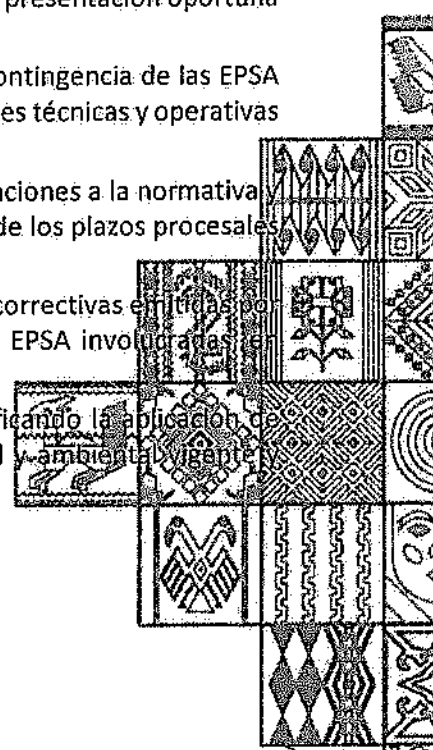 presentación oportuna
ontingencia de las EPSA
es técnicas y operativas
aciones a la normativa y
de los plazos procesales
correctivas emitidas por
EPSA involucradas en
ficando la aplicación de
l y ambiental vigente y